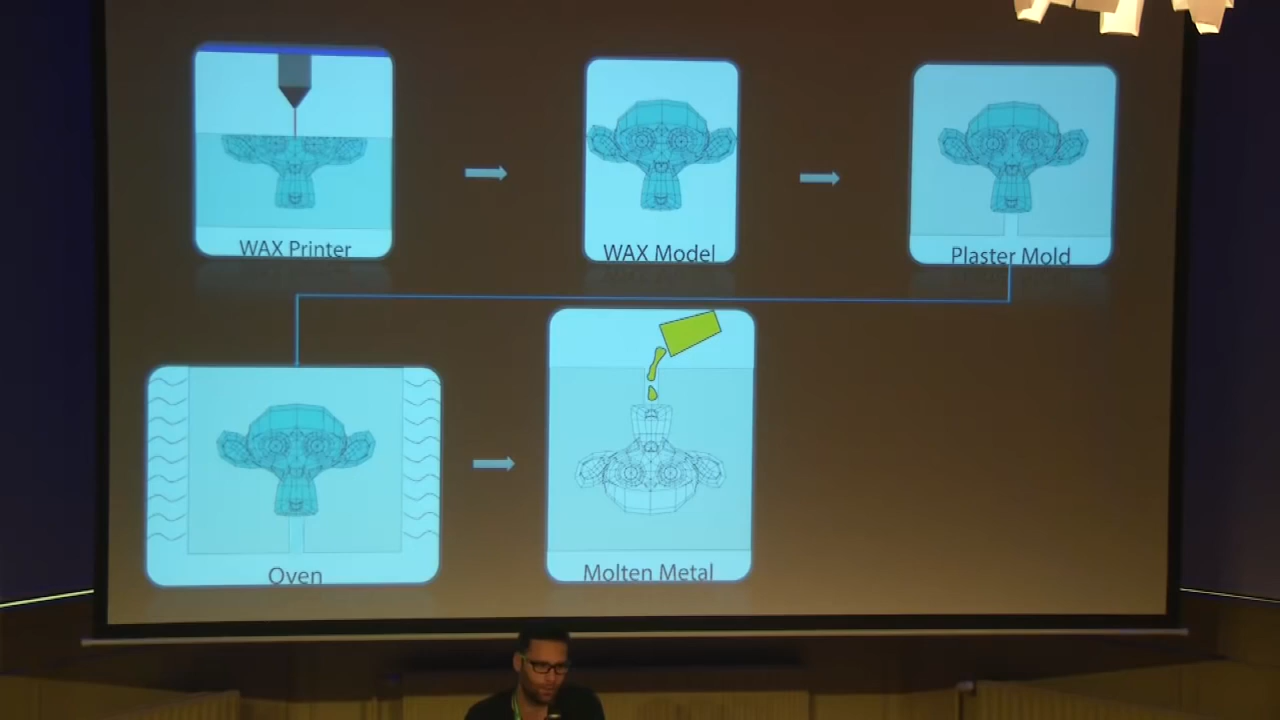 WAX Printer
WAX Model
Plaster Mold
Oven
Molten Metal